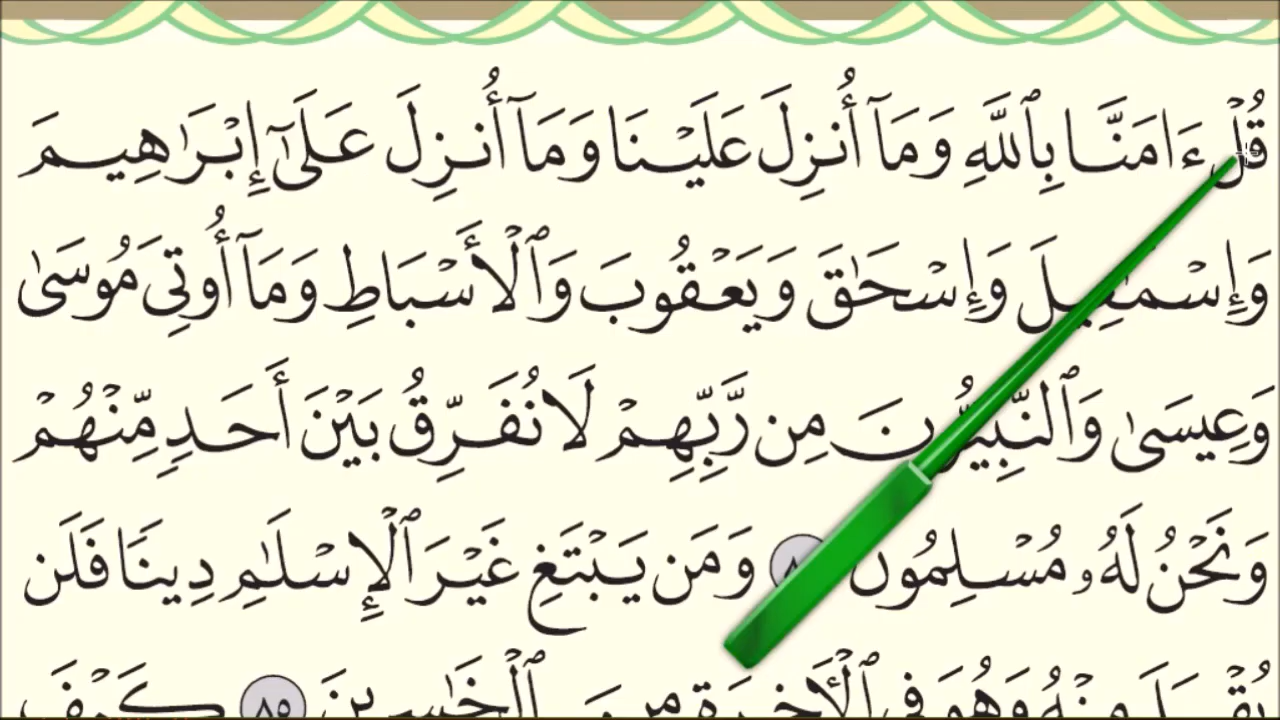 قُلْ ءَامَنَّا بِٱللَّهِ وَمَآ أُنزِلَ عَلَيْنَا وَمَآ أُنزِلَ عَلَىٰٓ إِبْرَٰهِيمَ
وَإِسْمَٰعِيلَ وَإِسْحَٰقَ وَيَعْقُوبَ وَٱلْأَسْبَاطِ وَمَآ أُوتِىَ مُوسَىٰ
وَعِيسَىٰ وَٱلنَّبِيُّونَ مِن رَّبِّهِمْ لَا نُفَرِّقُ بَيْنَ أَحَدٍ مِّنْهُمْ
وَنَحْنُ لَهُۥ مُسْلِمُونَ وَمَن يَبْتَغِ غَيْرَ ٱلْإِسْلَٰمِ دِينًا فَلَن
يُقْبَلَ مِنْهُ وَهُوَ فِى ٱلْءَاخِرَةِ مِنَ ٱلْخَٰسِرِينَ ٨٥ كَيْفَ